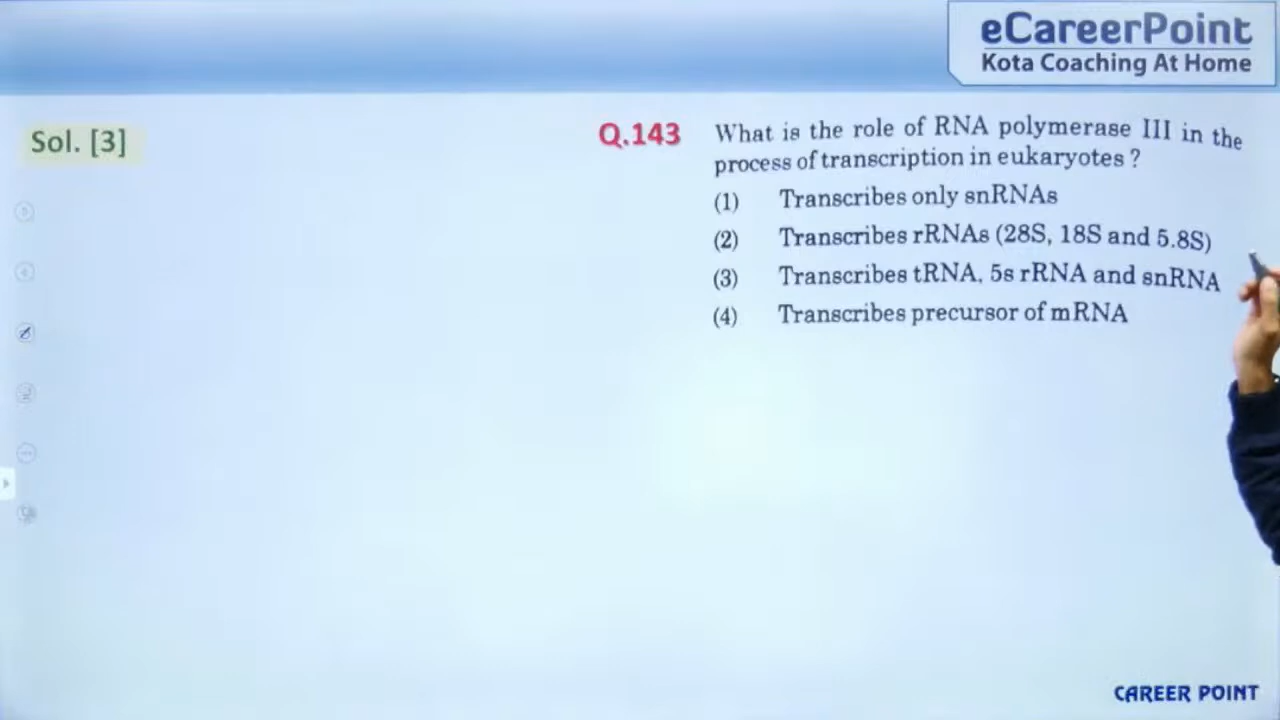 eCareerPoint
Kota Coaching At Home
Sol. [3]
Q.143 What is the role of RNA polymerase III in the
process of transcription in eukaryotes ?
(1) Transcribes only snRNAs
(2) Transcribes rRNAs (28S, 18S and 5.8S)
(3) Transcribes tRNA, 5s rRNA and snRNA
(4) Transcribes precursor of mRNA
CAREER POINT